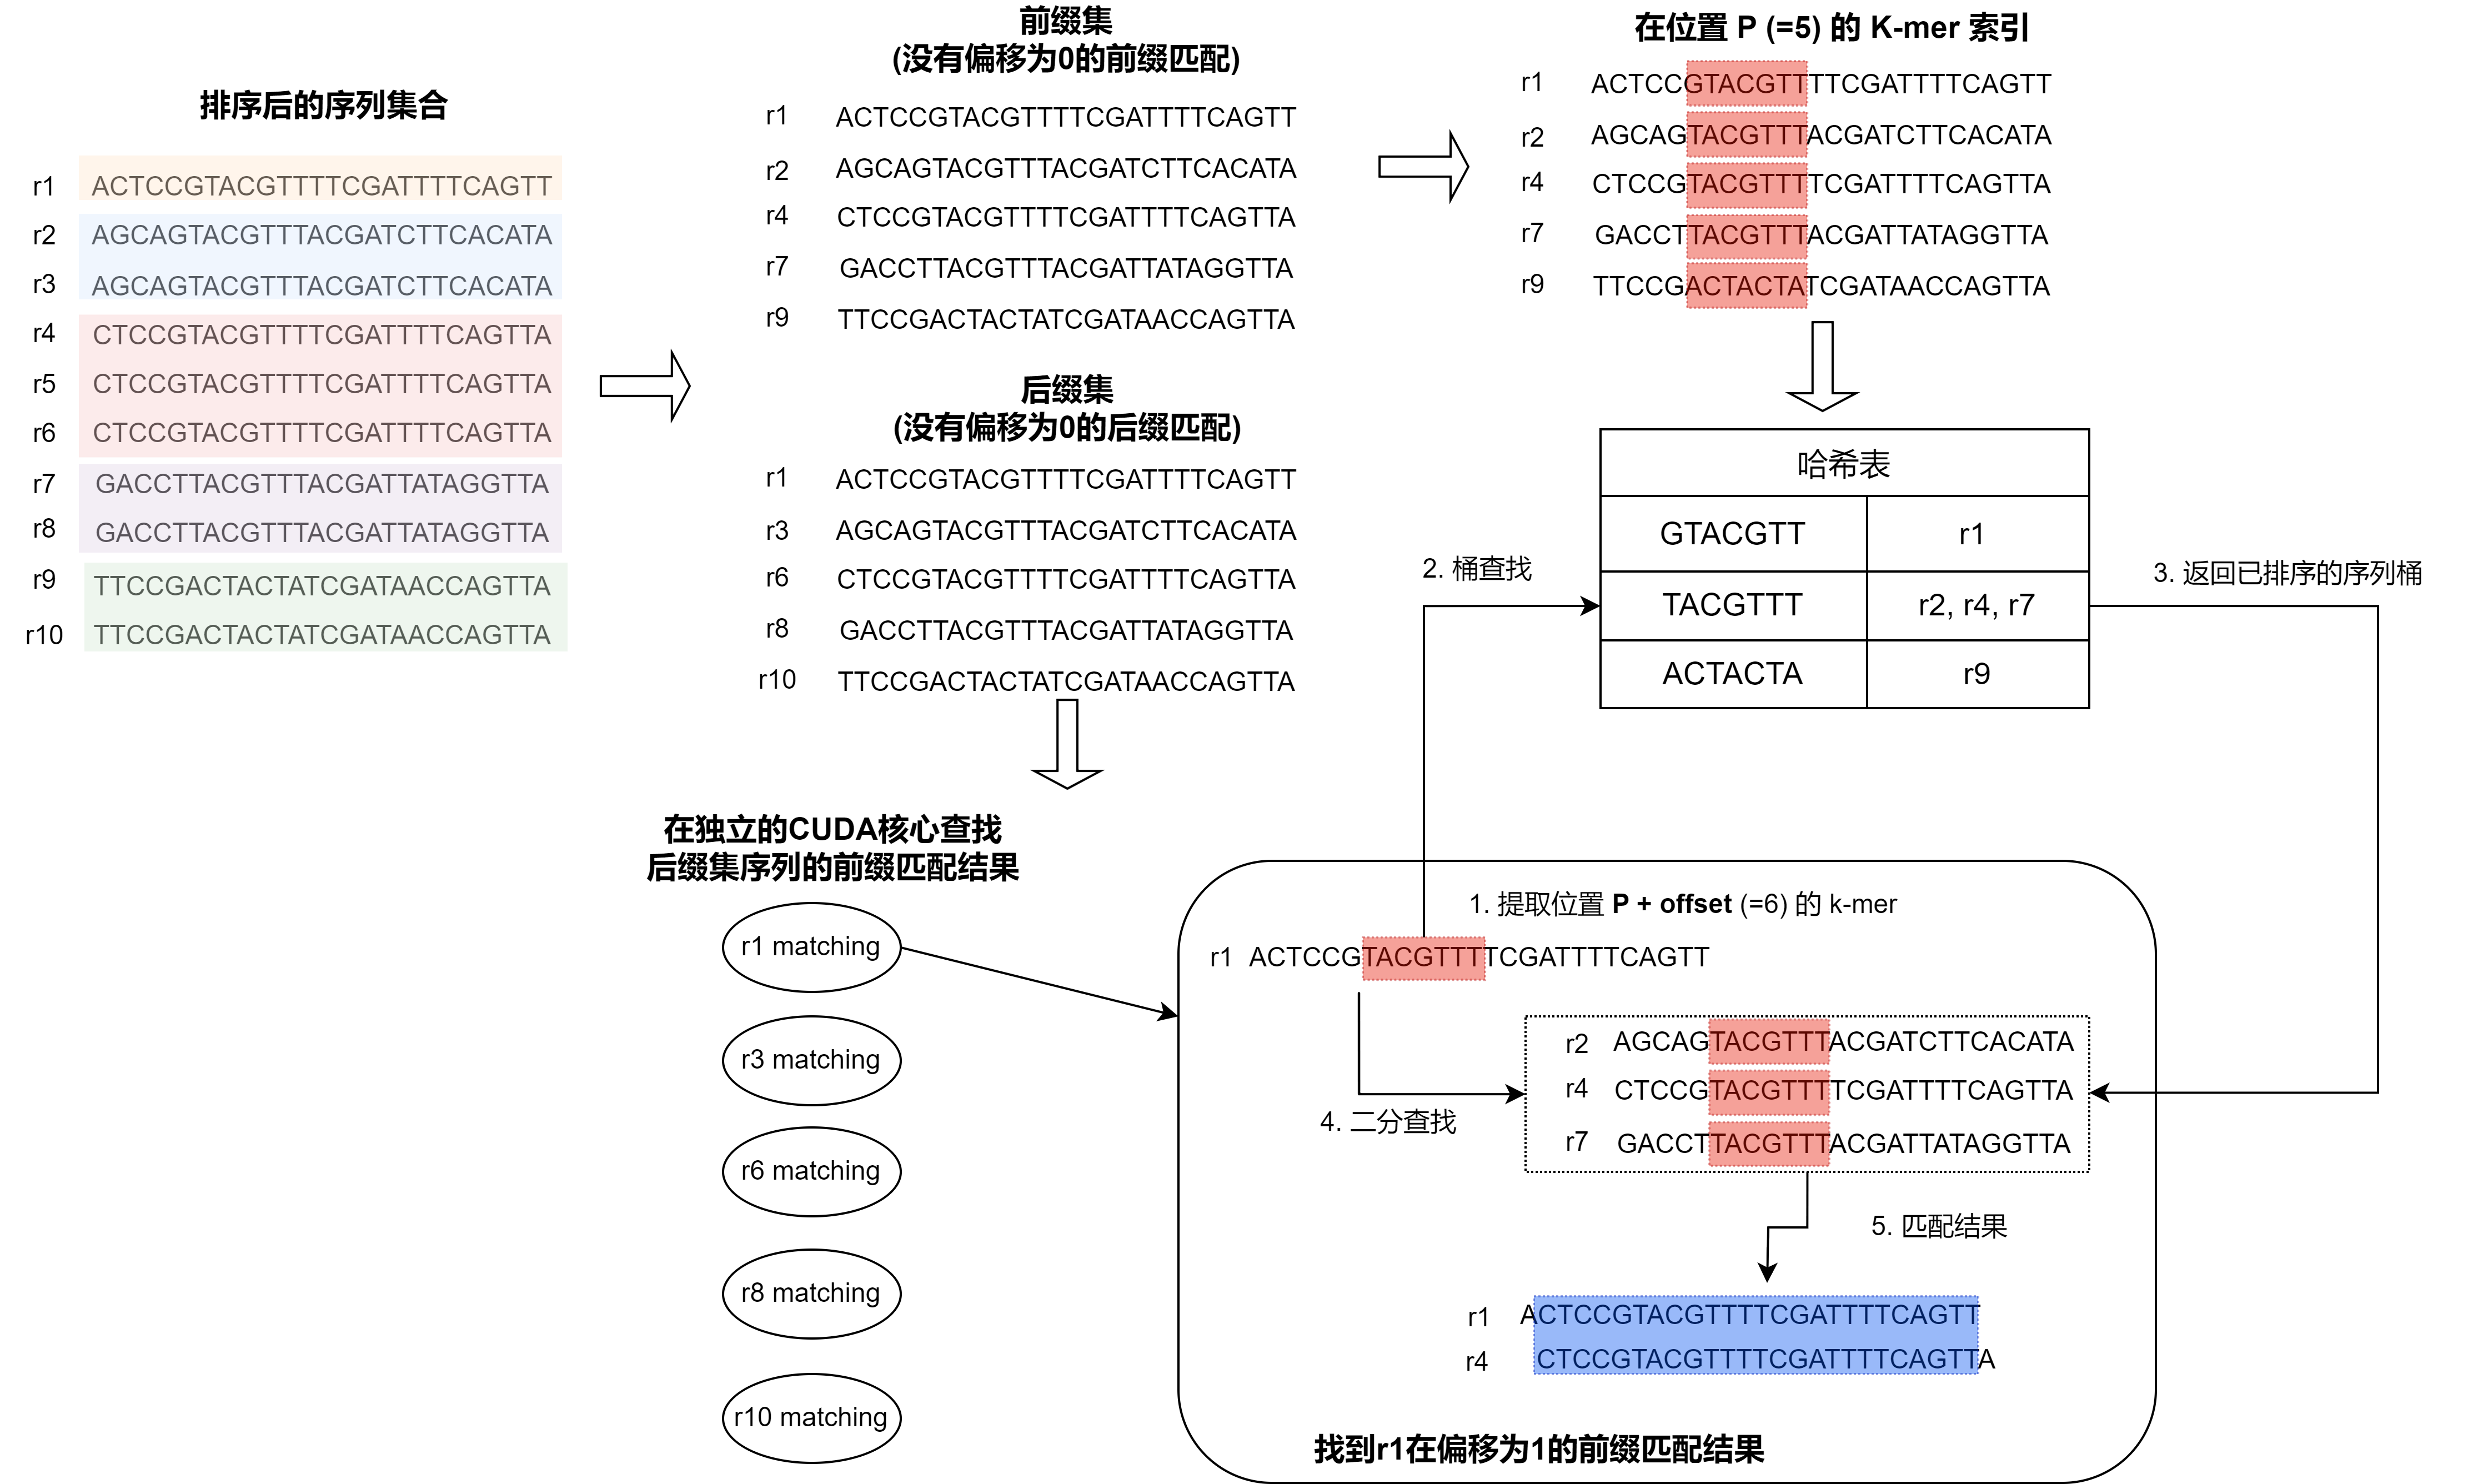 排序后的序列集合
r1 ACTCCGTACGTTTTCGATTTTCAGTT
r2 AGCAGTACGTTTACGATCTTCACATA
r3 AGCAGTACGTTTACGATCTTCACATA
r4 CTCCGTACGTTTTCGATTTTCAGTTA
r5 CTCCGTACGTTTTCGATTTTCAGTTA
r6 CTCCGTACGTTTTCGATTTTCAGTTA
r7 GACCTTACGTTTACGATTATAGGTTA
r8 GACCTTACGTTTACGATTATAGGTTA
r9 TTCCGACTACTATCGATAACCAGTTA
r10 TTCCGACTACTATCGATAACCAGTTA
前缀集
(没有偏移为0的前缀匹配)
r1 ACTCCGTACGTTTTCGATTTTCAGTT
r2 AGCAGTACGTTTACGATCTTCACATA
r4 CTCCGTACGTTTTCGATTTTCAGTTA
r7 GACCTTACGTTTACGATTATAGGTTA
r9 TTCCGACTACTATCGATAACCAGTTA
后缀集
(没有偏移为0的后缀匹配)
r1 ACTCCGTACGTTTTCGATTTTCAGTT
r3 AGCAGTACGTTTACGATCTTCACATA
r6 CTCCGTACGTTTTCGATTTTCAGTTA
r8 GACCTTACGTTTACGATTATAGGTTA
r10 TTCCGACTACTATCGATAACCAGTTA
在位置 P (=5) 的 K-mer 索引
r1 ACTCCGTACGTTTTCGATTTTCAGTT
r2 AGCAGTACGTTTACGATCTTCACATA
r4 CTCCGTACGTTTTCGATTTTCAGTTA
r7 GACCTTACGTTTACGATTATAGGTTA
r9 TTCCGACTACTATCGATAACCAGTTA
哈希表
GTACGTT r1
TACGTTT r2, r4, r7
ACTACTA r9
2. 桶查找
3. 返回已排序的序列桶
在独立的CUDA核心查找
后缀集序列的前缀匹配结果
r1 matching
r3 matching
r6 matching
r8 matching
r10 matching
1. 提取位置 P + offset (=6) 的 k-mer
r1 ACTCCGTACGTTTTCGATTTTCAGTT
r2 AGCAGTACGTTTACGATCTTCACATA
r4 CTCCGTACGTTTTCGATTTTCAGTTA
r7 GACCTTACGTTTACGATTATAGGTTA
4. 二分查找
5. 匹配结果
r1 ACTCCGTACGTTTTCGATTTTCAGTT
r4 CTCCGTACGTTTTCGATTTTCAGTTA
找到r1在偏移为1的前缀匹配结果